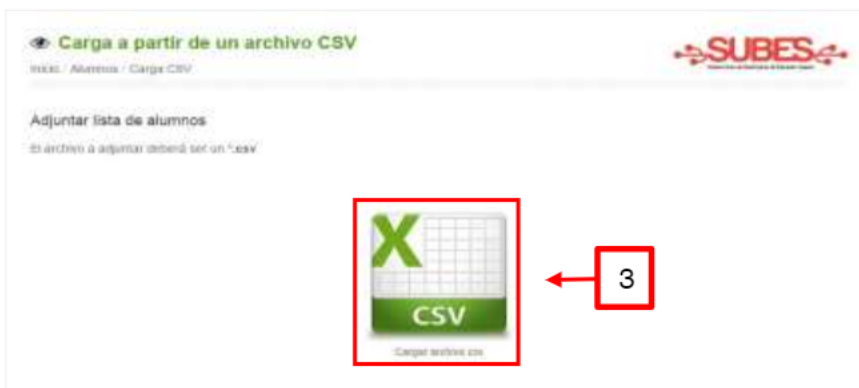 Carga a partir de un archivo CSV
Inicio / Alumnos / Carga CSV
SUBES
Adjuntar lista de alumnos
El archivo a adjuntar deberá ser un *.csv
X
CSV
3
Cargar archivo csv